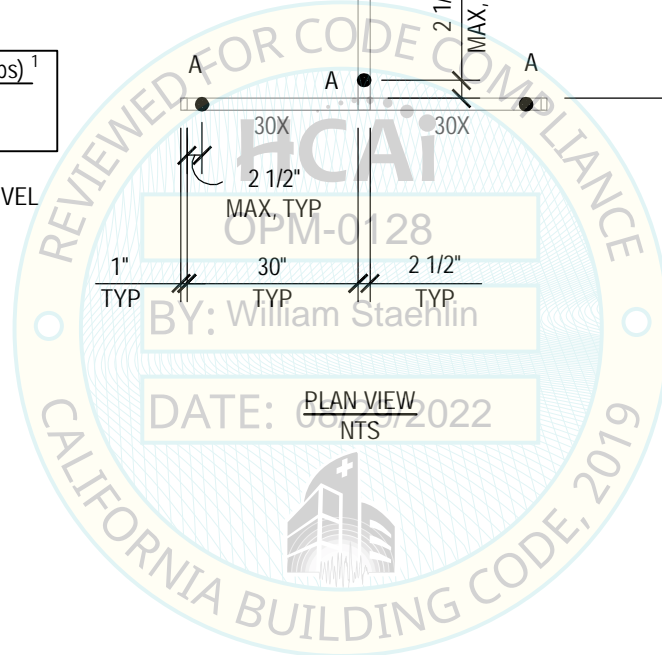 2 1/
MAX,
bs) 1
A
A
A
30X
30X
VEL
2 1/2"
MAX, TYP
1"
TYP
30"
TYP
2 1/2"
TYP
PLAN VIEW
NTS
REVIEWED FOR CODE COMPLIANCE
HCAi
OPM-0128
BY: William Staehlin
DATE: 08/29/2022
CALIFORNIA BUILDING CODE, 2019